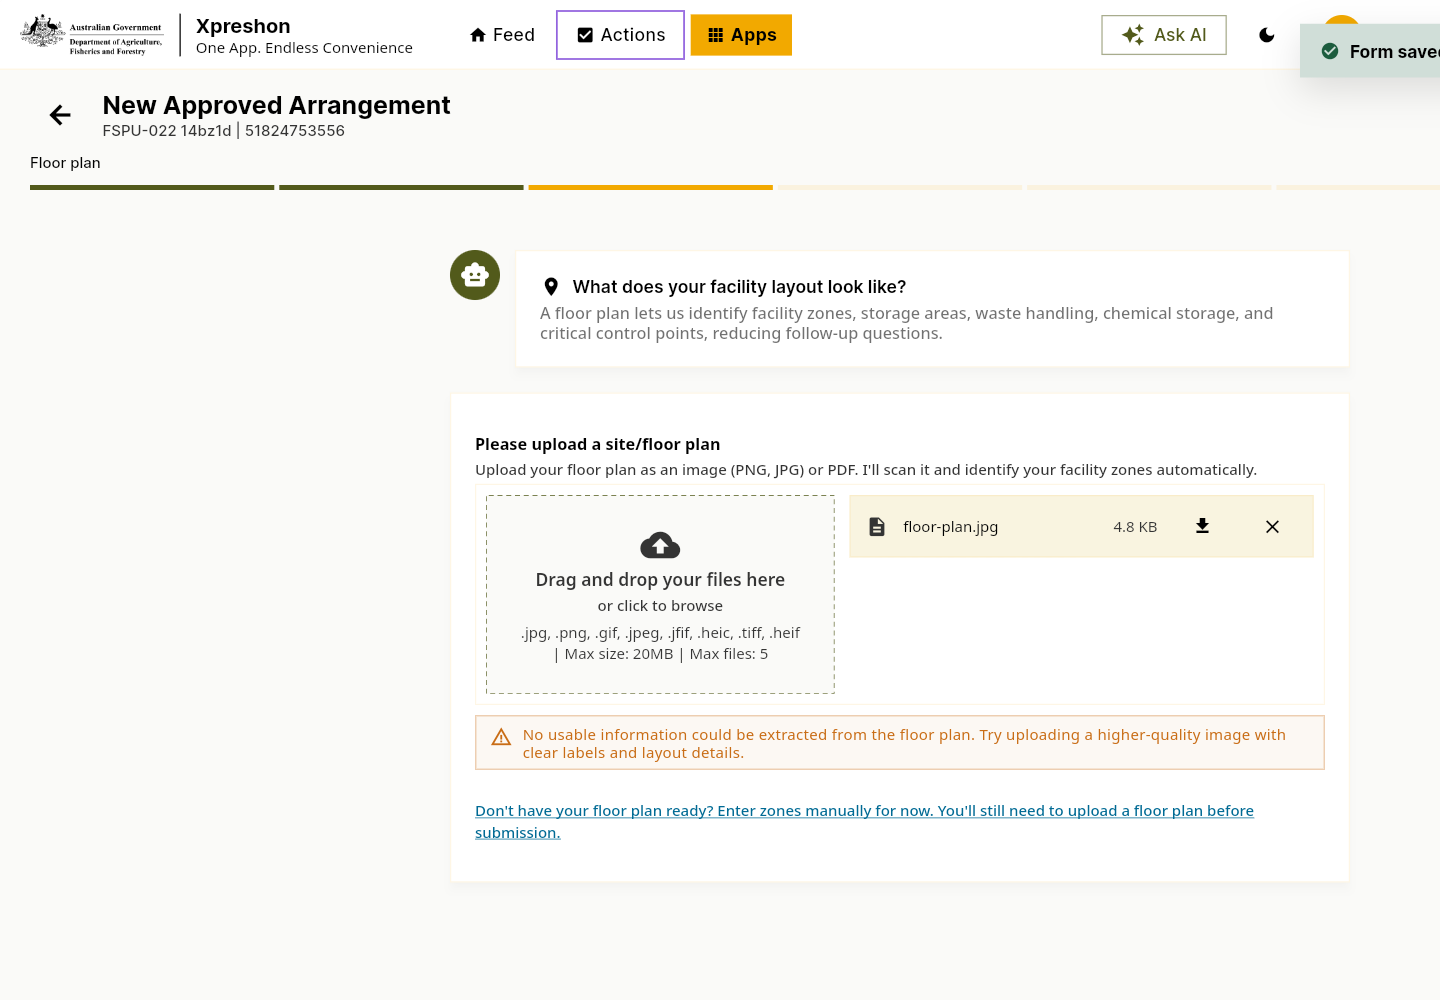 Australian Government
Department of Agriculture,
Fisheries and Forestry
Xpreshon
One App. Endless Convenience
Feed
Actions
Apps
Ask AI
Form saved
New Approved Arrangement
FSPU-022 14bz1d | 51824753556
Floor plan
What does your facility layout look like?
A floor plan lets us identify facility zones, storage areas, waste handling, chemical storage, and
critical control points, reducing follow-up questions.
Please upload a site/floor plan
Upload your floor plan as an image (PNG, JPG) or PDF. I'll scan it and identify your facility zones automatically.
Drag and drop your files here
or click to browse
.jpg, .png, .gif, .jpeg, .jfif, .heic, .tiff, .heif
| Max size: 20MB | Max files: 5
floor-plan.jpg
4.8 KB
No usable information could be extracted from the floor plan. Try uploading a higher-quality image with
clear labels and layout details.
Don't have your floor plan ready? Enter zones manually for now. You'll still need to upload a floor plan before
submission.